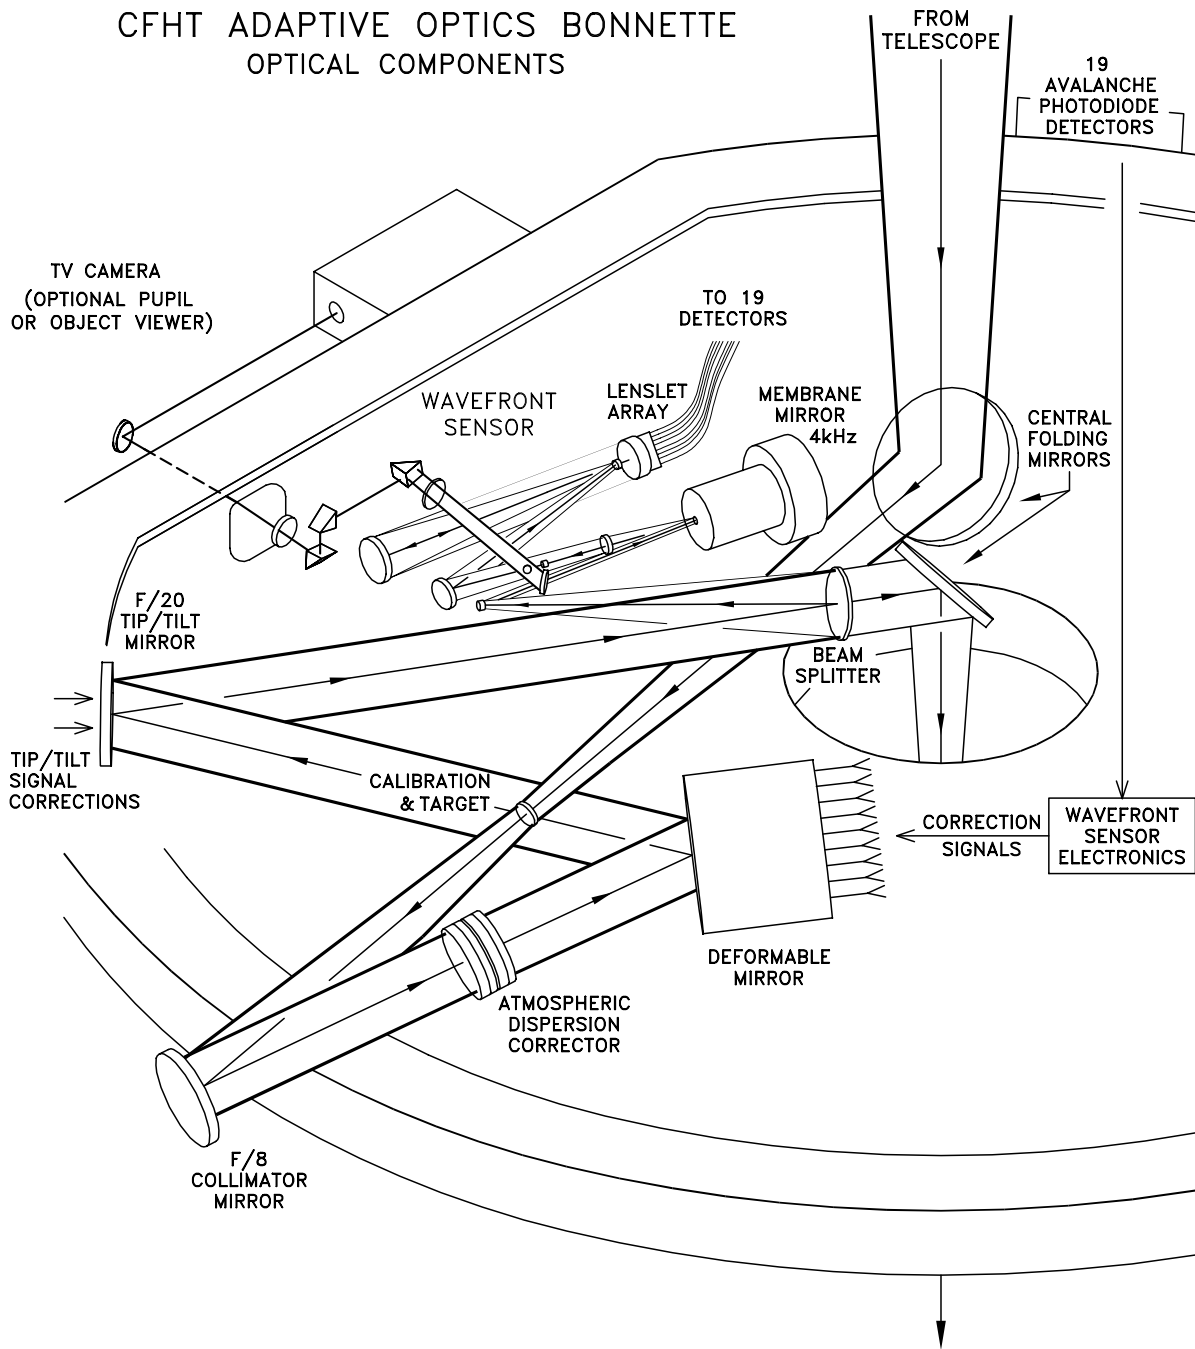 CFHT ADAPTIVE OPTICS BONNETTE
OPTICAL COMPONENTS
FROM
TELESCOPE
19
AVALANCHE
PHOTODIODE
DETECTORS
TV CAMERA
(OPTIONAL PUPIL
OR OBJECT VIEWER)
TO 19
DETECTORS
WAVEFRONT
SENSOR
LENSLET
ARRAY
MEMBRANE
MIRROR
4kHz
CENTRAL
FOLDING
MIRRORS
F/20
TIP/TILT
MIRROR
BEAM
SPLITTER
TIP/TILT
SIGNAL
CORRECTIONS
CALIBRATION
& TARGET
CORRECTION
SIGNALS
WAVEFRONT
SENSOR
ELECTRONICS
DEFORMABLE
MIRROR
ATMOSPHERIC
DISPERSION
CORRECTOR
F/8
COLLIMATOR
MIRROR